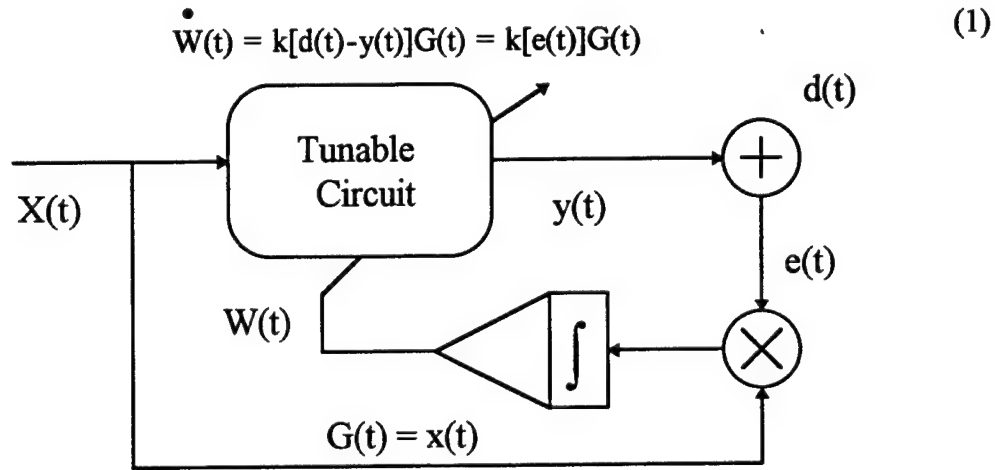 (1)
Ẇ(t) = k[d(t)-y(t)]G(t) = k[e(t)]G(t)
d(t)
Tunable
Circuit
X(t)
y(t)
e(t)
W(t)
∫
G(t) = x(t)